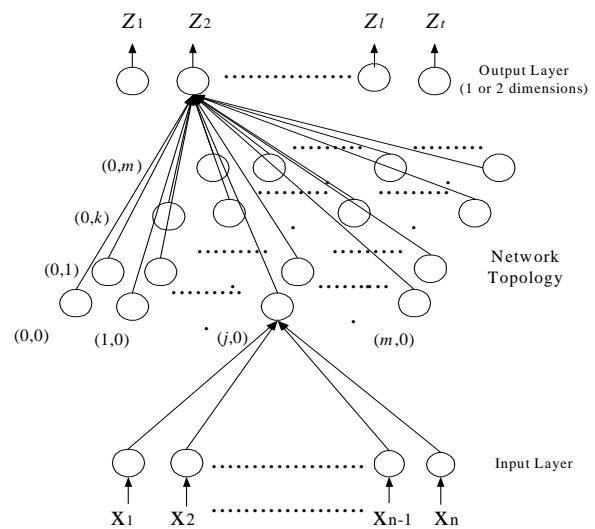 Z1 Z2 Zl Zt
Output Layer
(1 or 2 dimensions)
(0,m)
(0,k)
(0,1)
Network
Topology
(0,0) (1,0) (j,0) (m,0)
Input Layer
X1 X2 Xn-1 Xn